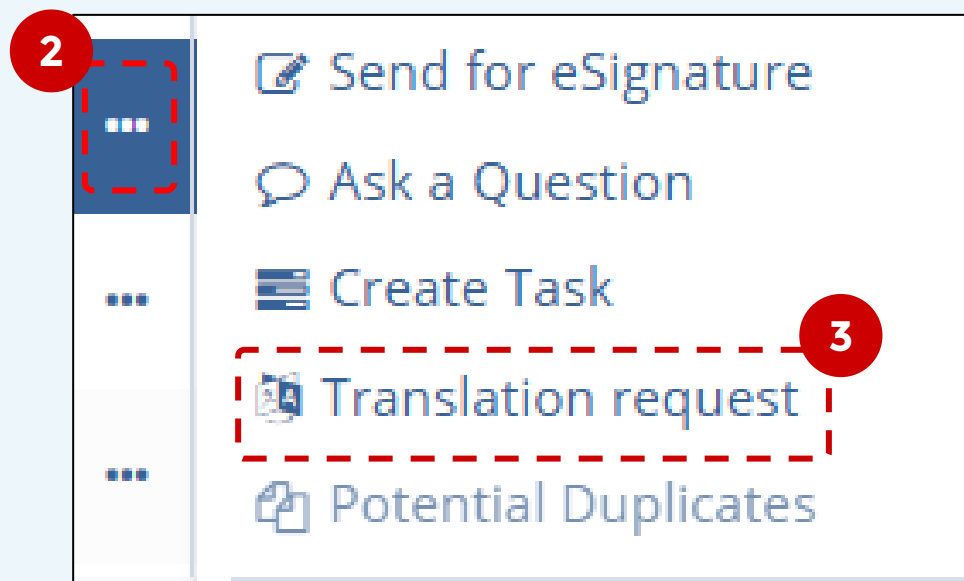 2
Send for eSignature
Ask a Question
Create Task
3
Translation request
Potential Duplicates